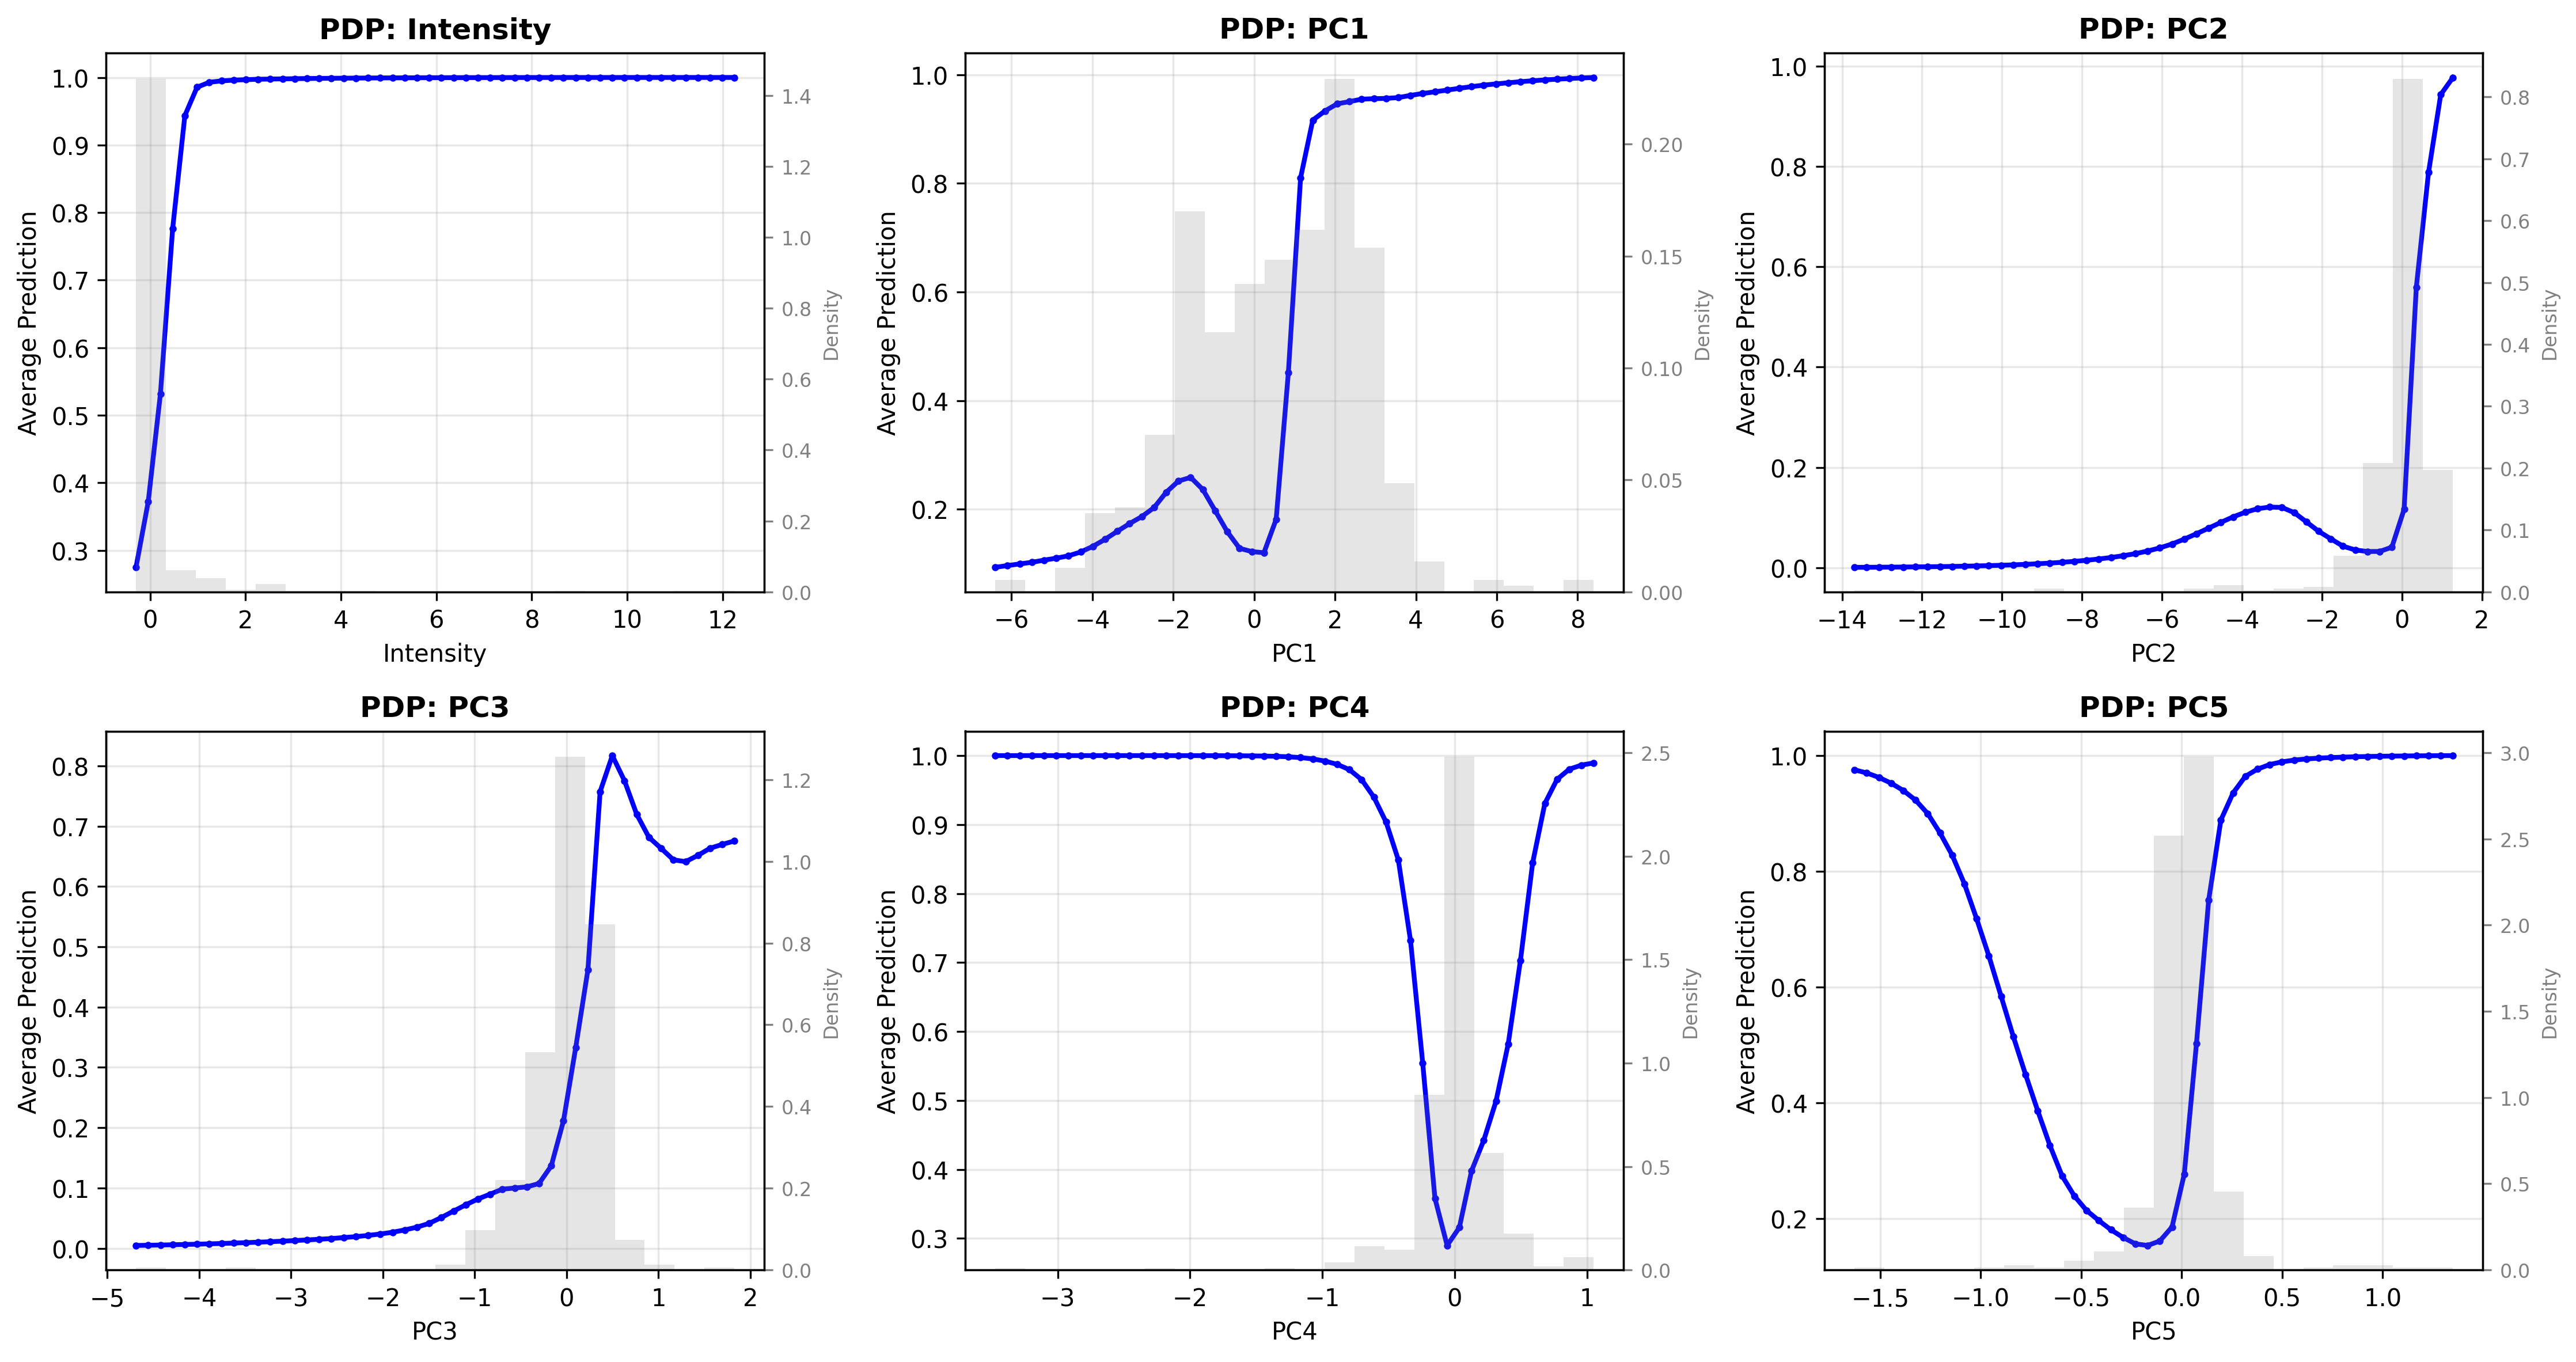 PDP: Intensity
1.0
0.9
0.8
0.7
0.6
0.5
0.4
0.3
Average Prediction
0 2 4 6 8 10 12
Intensity
1.4
1.2
1.0
0.8
0.6
0.4
0.2
0.0
Density
PDP: PC1
1.0
0.8
0.6
0.4
0.2
Average Prediction
−6 −4 −2 0 2 4 6 8
PC1
0.20
0.15
0.10
0.05
0.00
Density
PDP: PC2
1.0
0.8
0.6
0.4
0.2
0.0
Average Prediction
−14 −12 −10 −8 −6 −4 −2 0 2
PC2
0.8
0.7
0.6
0.5
0.4
0.3
0.2
0.1
0.0
Density
PDP: PC3
0.8
0.7
0.6
0.5
0.4
0.3
0.2
0.1
0.0
Average Prediction
−5 −4 −3 −2 −1 0 1 2
PC3
1.2
1.0
0.8
0.6
0.4
0.2
0.0
Density
PDP: PC4
1.0
0.9
0.8
0.7
0.6
0.5
0.4
0.3
Average Prediction
−3 −2 −1 0 1
PC4
2.5
2.0
1.5
1.0
0.5
0.0
Density
PDP: PC5
1.0
0.8
0.6
0.4
0.2
Average Prediction
−1.5 −1.0 −0.5 0.0 0.5 1.0
PC5
3.0
2.5
2.0
1.5
1.0
0.5
0.0
Density